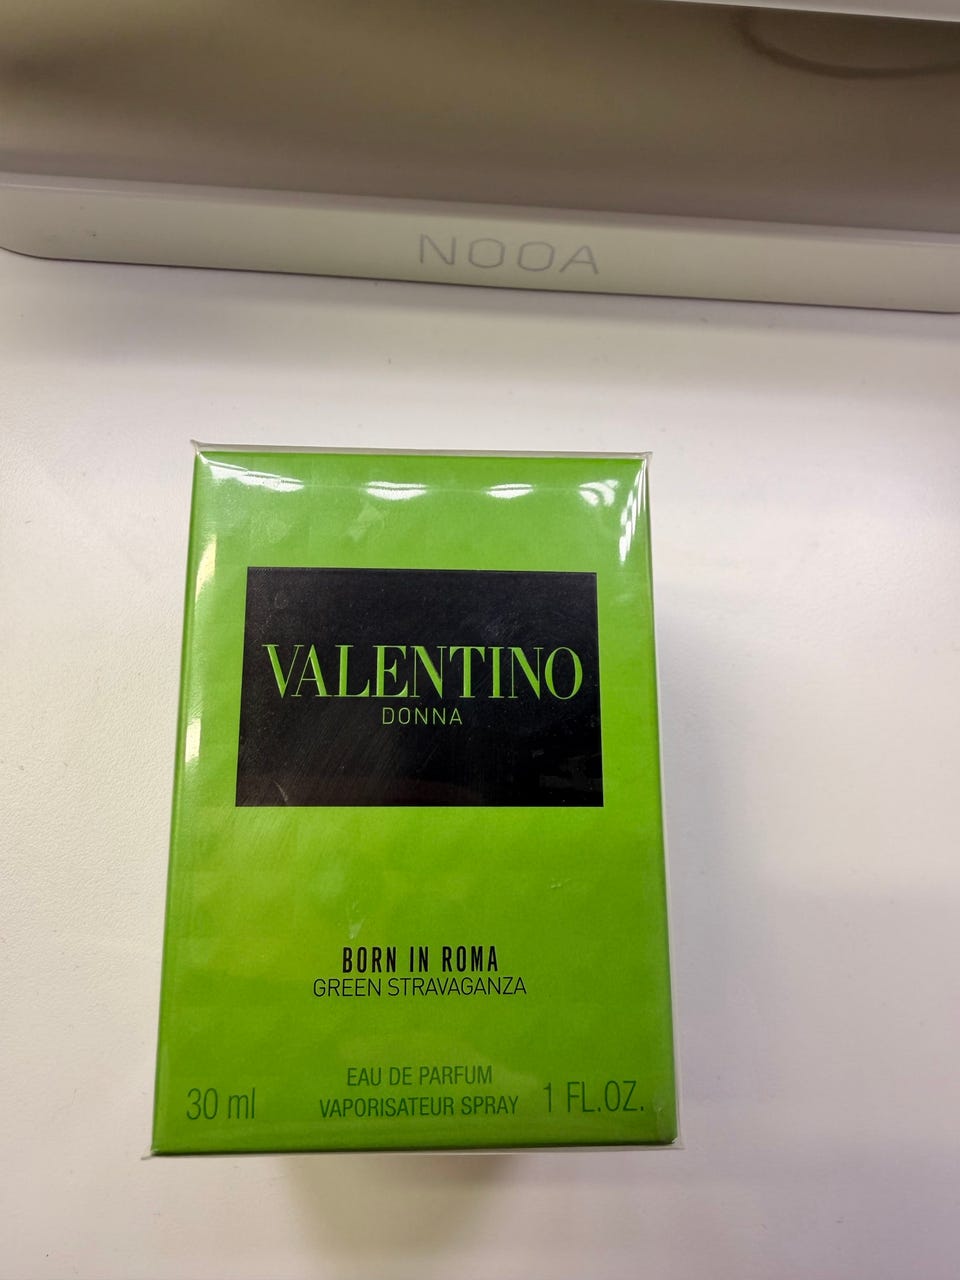 NOOA
VALENTINO
DONNA
BORN IN ROMA
GREEN STRAVAGANZA
EAU DE PARFUM
30 ml VAPORISATEUR SPRAY 1 FL.OZ.